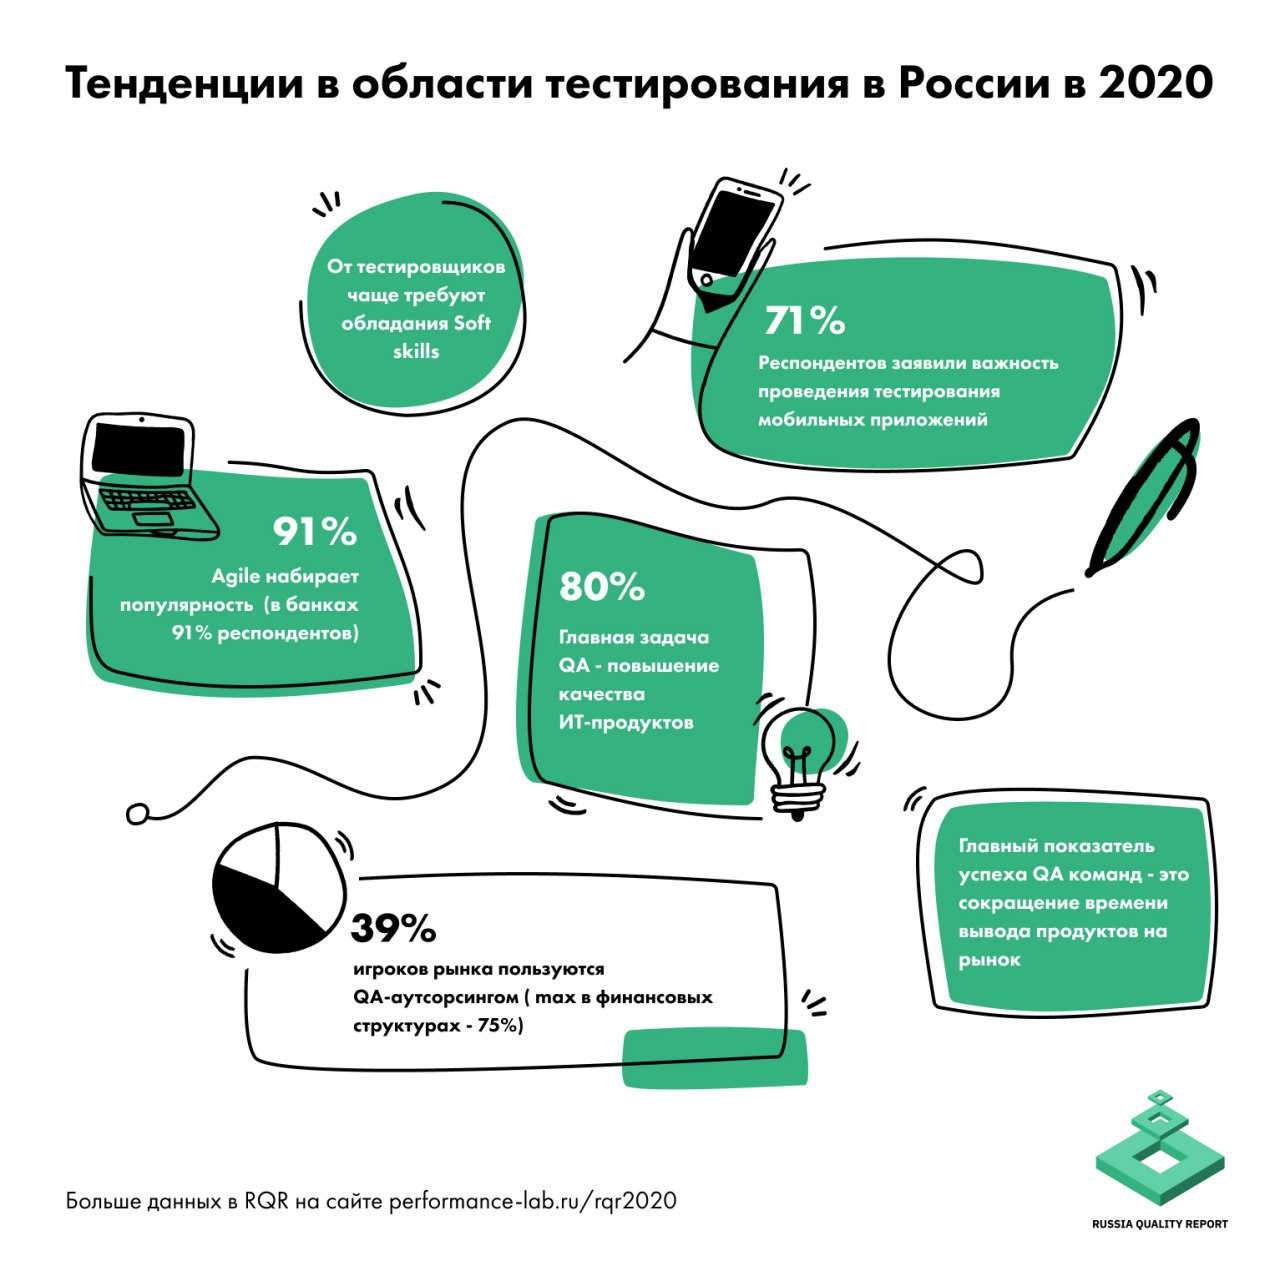 Тенденции в области тестирования в России в 2020
От тестировщиков
чаще требуют
обладания Soft
skills
71%
Респондентов заявили важность
проведения тестирования
мобильных приложений
91%
Agile набирает
популярность (в банках
91% респондентов)
80%
Главная задача
QA - повышение
качества
ИТ-продуктов
Главный показатель
успеха QA команд - это
сокращение времени
вывода продуктов на
рынок
39%
игроков рынка пользуются
QA-аутсорсингом ( max в финансовых
структурах - 75%)
Больше данных в RQR на сайте performance-lab.ru/rqr2020
RUSSIA QUALITY REPORT